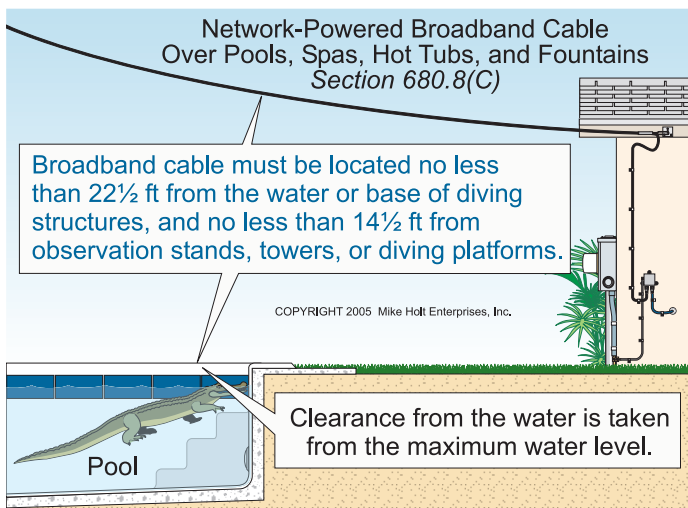 Network-Powered Broadband Cable
Over Pools, Spas, Hot Tubs, and Fountains
Section 680.8(C)
Broadband cable must be located no less
than 22½ ft from the water or base of diving
structures, and no less than 14½ ft from
observation stands, towers, or diving platforms.
COPYRIGHT 2005 Mike Holt Enterprises, Inc.
Clearance from the water is taken
from the maximum water level.
Pool